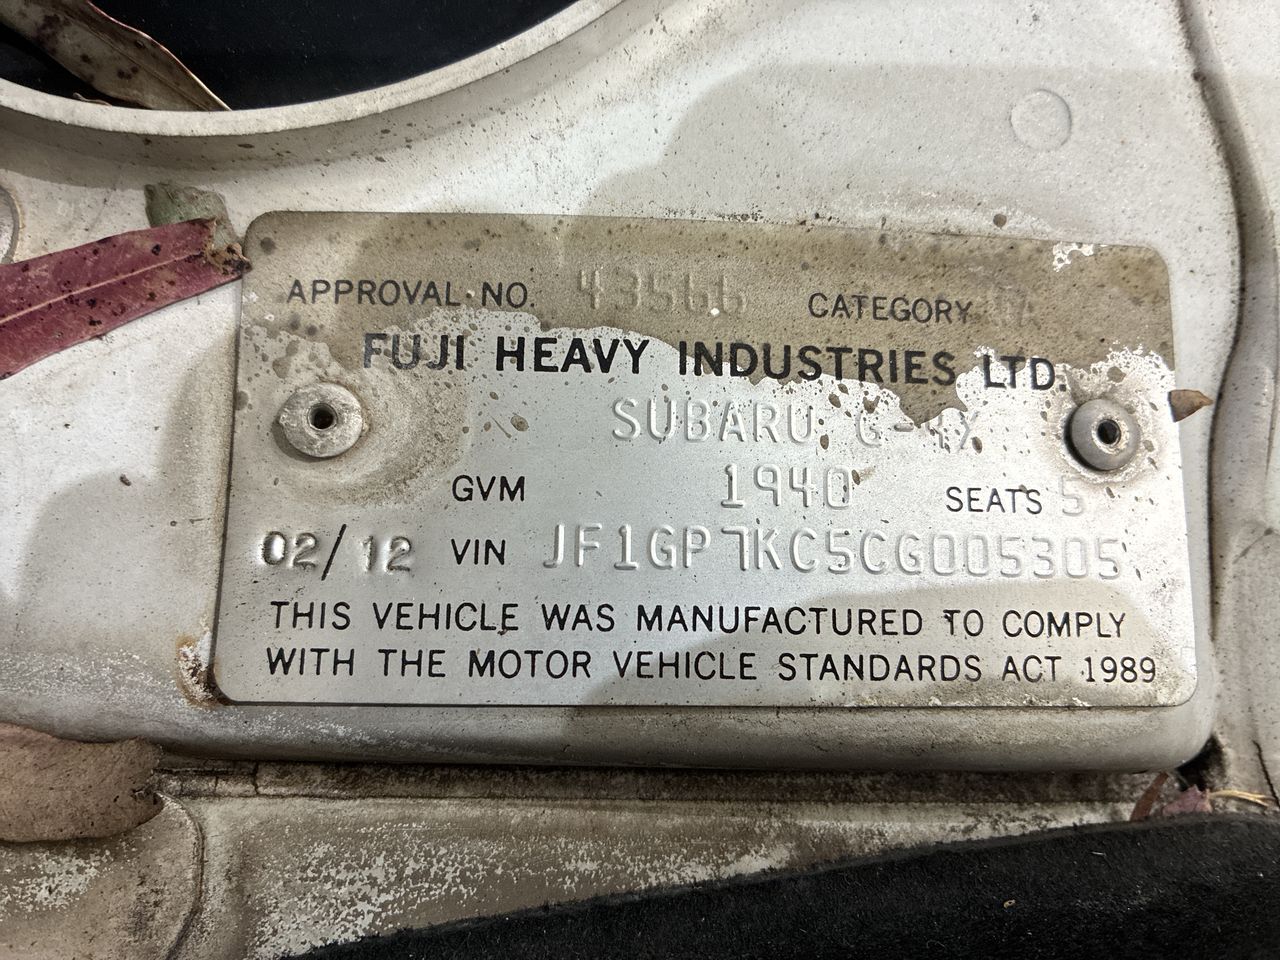 APPROVAL NO. 43566 CATEGORY
FUJI HEAVY INDUSTRIES LTD.
SUBARU G-4X
GVM 1940 SEATS 5
02/12 VIN JF1GP7KC5CG005305
THIS VEHICLE WAS MANUFACTURED TO COMPLY
WITH THE MOTOR VEHICLE STANDARDS ACT 1989